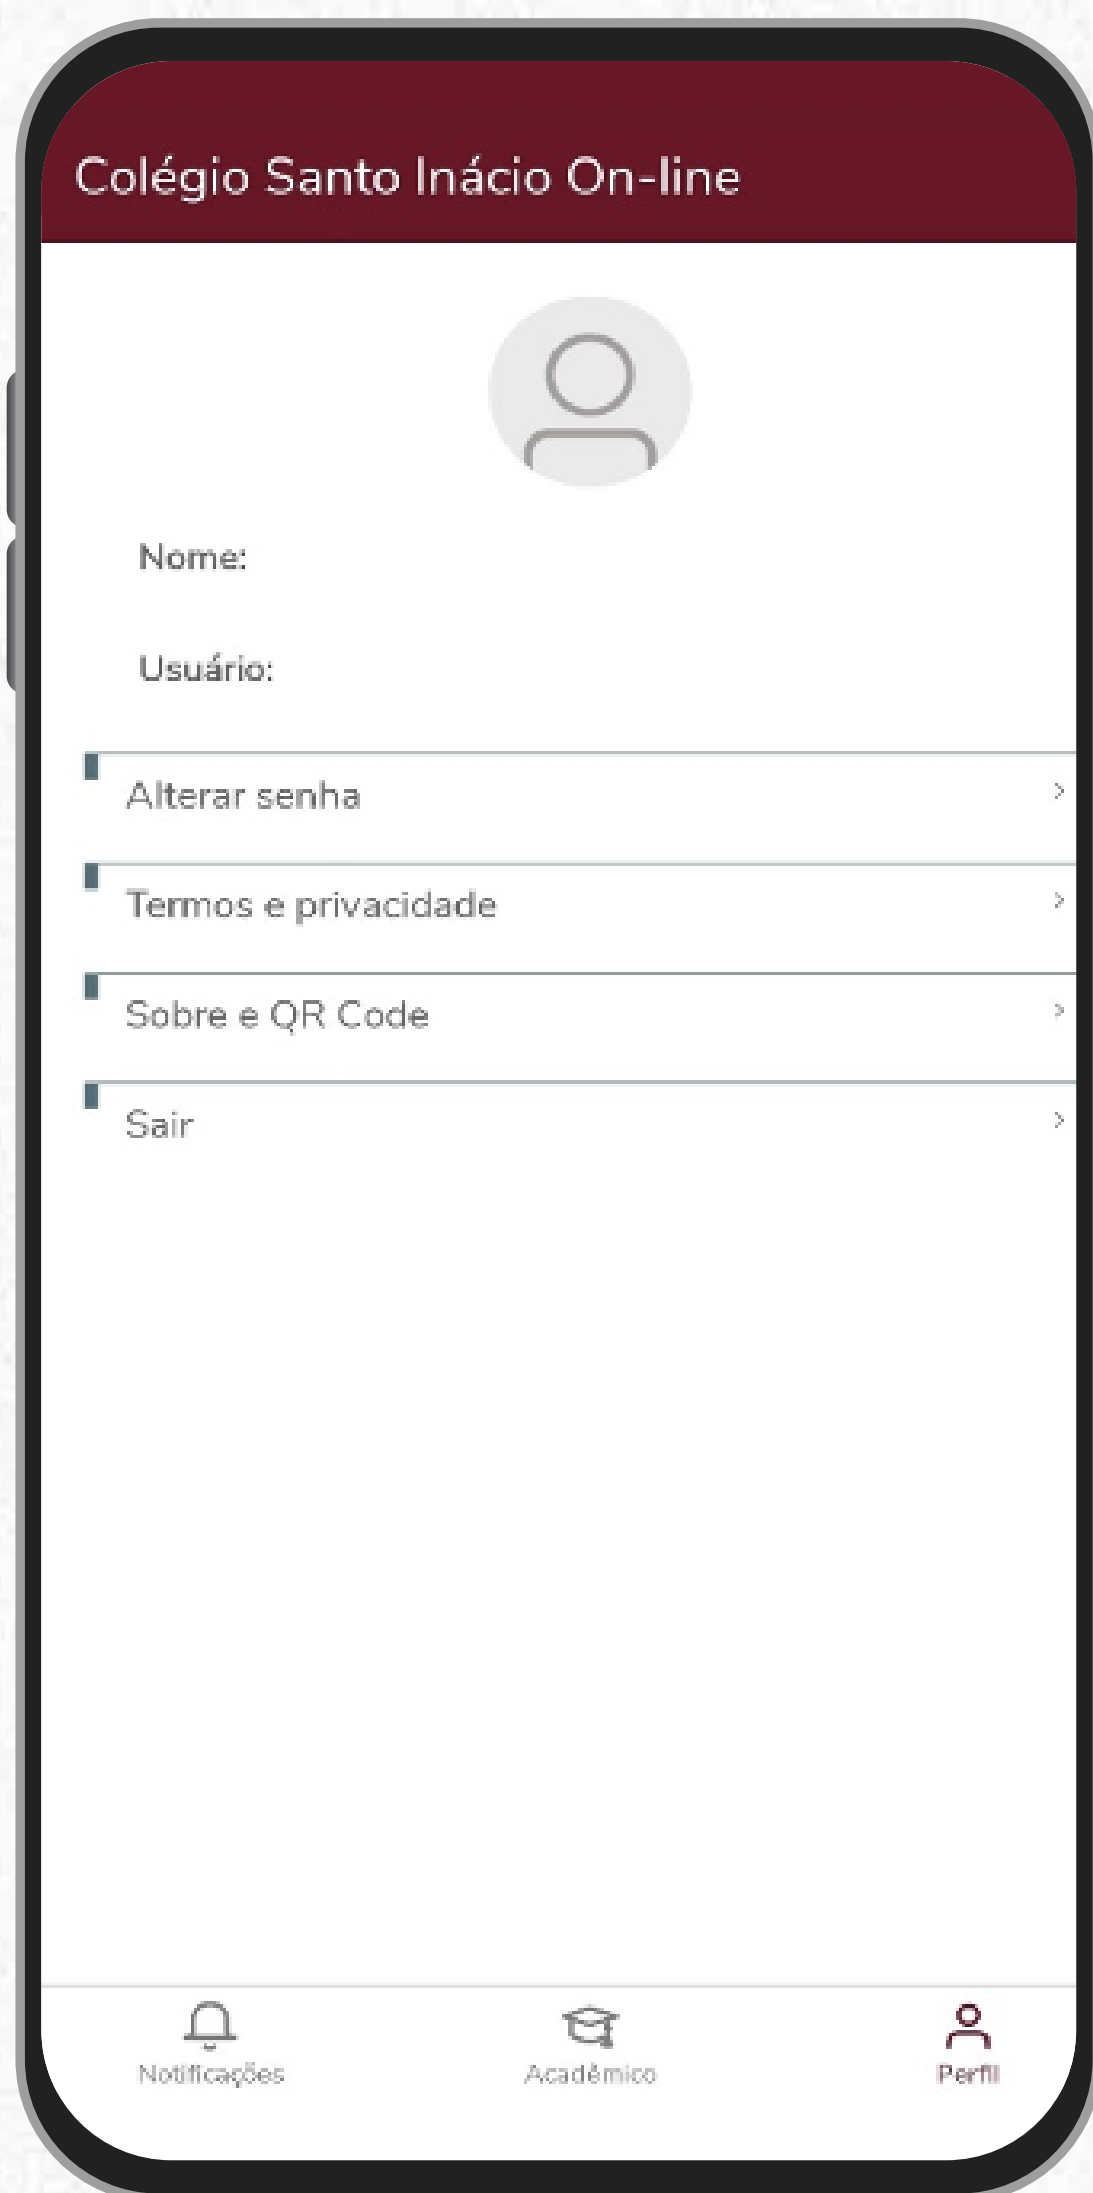 Colégio Santo Inácio On-line
Nome:
Usuário:
Alterar senha
Termos e privacidade
Sobre e QR Code
Sair
Notificações
Acadêmico
Perfil